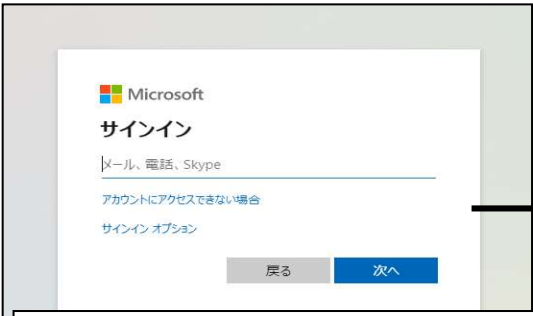 Microsoft
サインイン
メール、電話、Skype
アカウントにアクセスできない場合
サインイン オプション
戻る
次へ